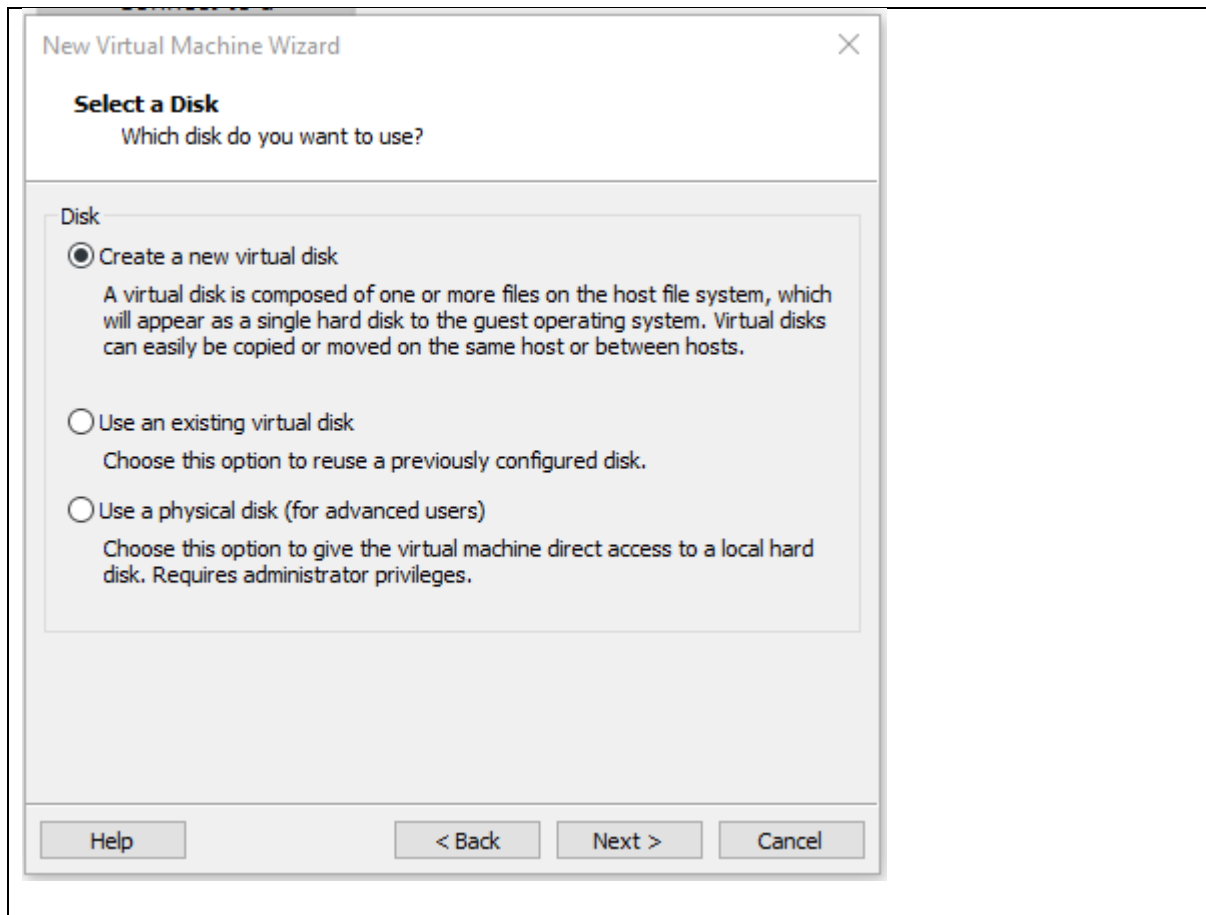 New Virtual Machine Wizard
Select a Disk
Which disk do you want to use?
Disk
Create a new virtual disk
A virtual disk is composed of one or more files on the host file system, which
will appear as a single hard disk to the guest operating system. Virtual disks
can easily be copied or moved on the same host or between hosts.
Use an existing virtual disk
Choose this option to reuse a previously configured disk.
Use a physical disk (for advanced users)
Choose this option to give the virtual machine direct access to a local hard
disk. Requires administrator privileges.
Help
< Back
Next >
Cancel